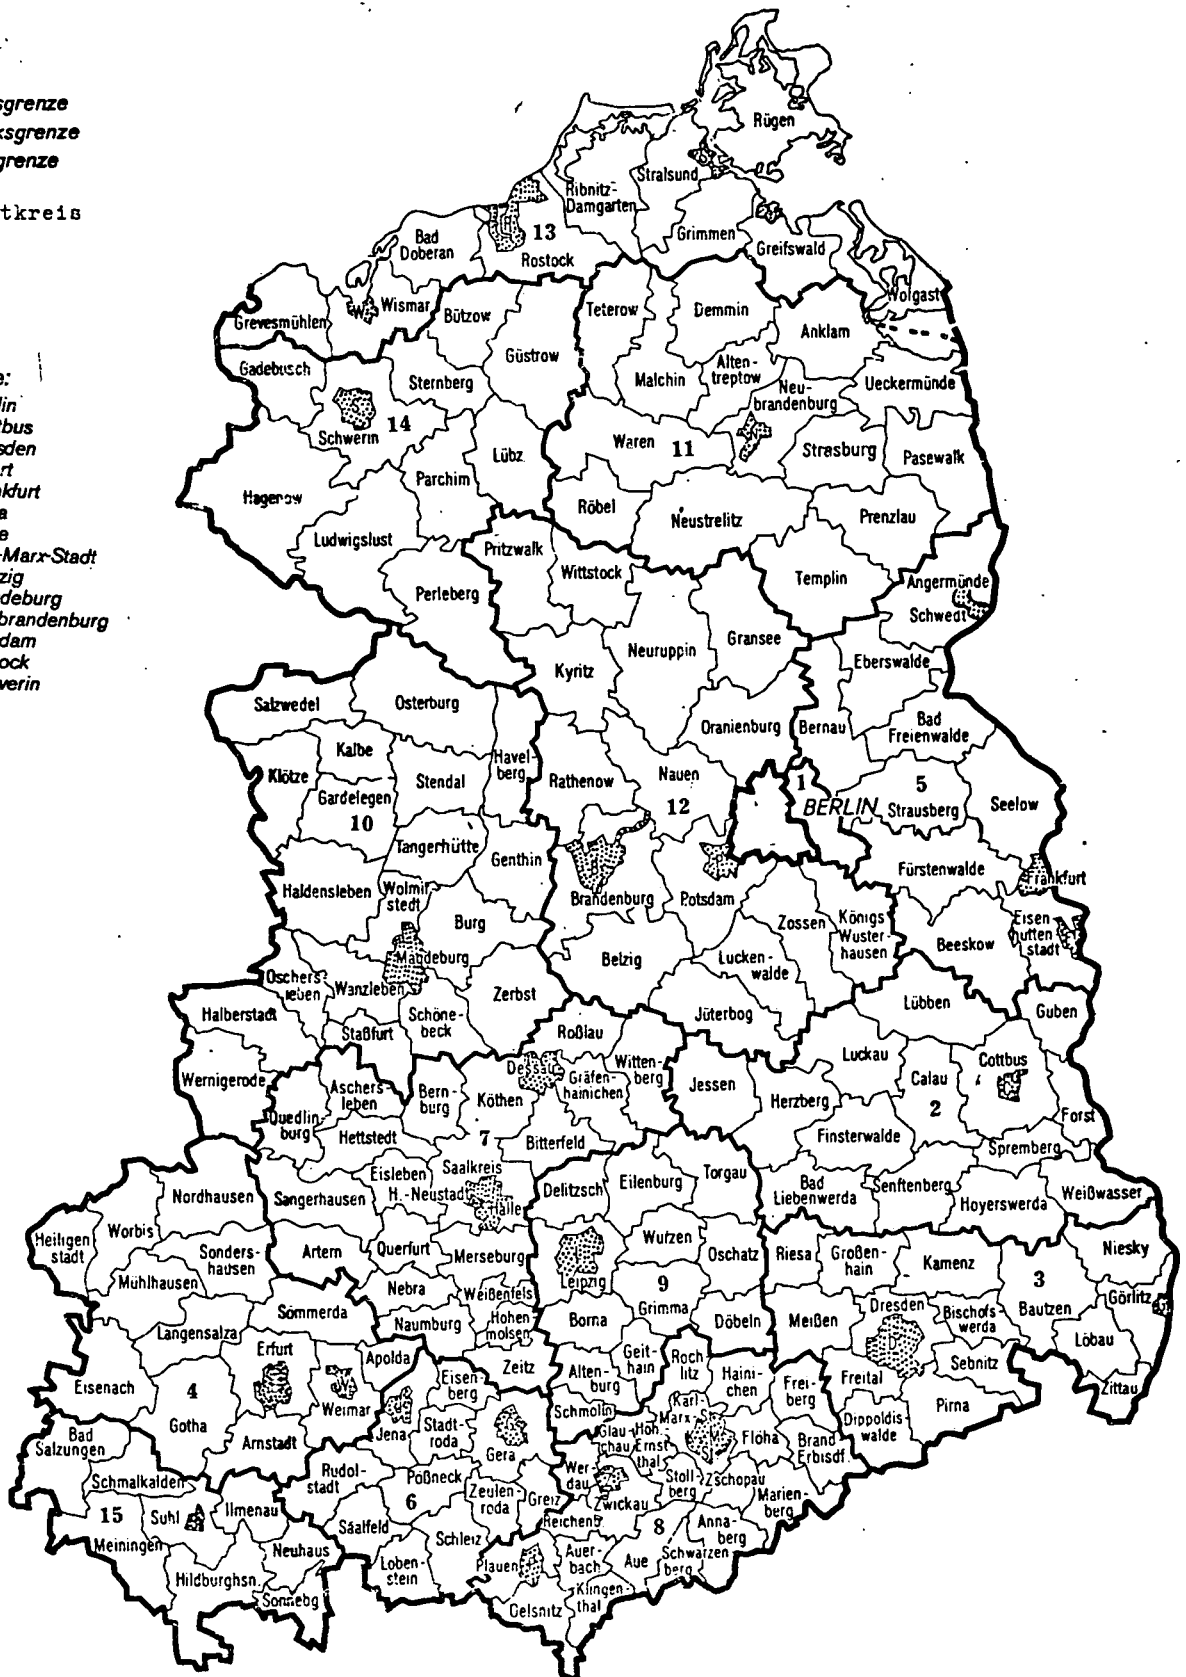 sgrenze
ksgrenze
grenze
tkreis
e:
lin
tbus
sden
rt
nkfurt
a
e
-Marx-Stadt
zig
deburg
brandenburg
dam
ock
verin
Rügen
Stralsund
Ribnitz-
Damgarten
Grimmen
Greifswald
13
Rostock
Bad
Doberan
Wolgast
Wismar
Grevesmühlen
Bützow
Güstrow
Teterow
Demmin
Anklam
Gadebusch
Sternberg
Malchin
Alten-
treptow
Neu-
brandenburg
Ueckermünde
Schwerin
14
Lübz
Waren
11
Strasburg
Pasewalk
Hagenow
Parchim
Röbel
Neustrelitz
Prenzlau
Ludwigslust
Pritzwalk
Wittstock
Templin
Angermünde
Schwedt
Perleberg
Kyritz
Neuruppin
Gransee
Eberswalde
Salzwedel
Osterburg
Oranienburg
Bernau
Bad
Freienwalde
Kalbe
Havel-
berg
Klötze
Stendal
Rathenow
Nauen
12
1
BERLIN
5
Strausberg
Seelow
Gardelegen
10
Tangerhütte
Genthin
Fürstenwalde
Frankfurt
Haldensleben
Wolmir
stedt
Brandenburg
Potsdam
Burg
Zossen
Königs
Wuster-
hausen
Beeskow
Eisen
hütten
stadt
Magdeburg
Belzig
Lucken-
walde
Oschers
leben
Wanzleben
Zerbst
Jüterbog
Lübben
Guben
Halberstadt
Staßfurt
Schöne-
beck
Roßlau
Luckau
Cottbus
Wernigerode
Aschers-
leben
Bern-
burg
Köthen
Dessau
Gräfen-
hainichen
Witten-
berg
Jessen
Herzberg
Calau
2
Forst
Quedlin-
burg
Hettstedt
7
Bitterfeld
Finsterwalde
Spremberg
Nordhausen
Sangerhausen
Eisleben
Saalkreis
H.-Neustadt
Halle
Delitzsch
Eilenburg
Torgau
Bad
Liebenwerda
Senftenberg
Hoyerswerda
Weißwasser
Heiligen
stadt
Worbis
Sonders-
hausen
Artern
Querfurt
Merseburg
Leipzig
Wurzen
Oschatz
Riesa
Großen-
hain
Kamenz
3
Niesky
Mühlhausen
Nebra
Weißenfels
9
Grimma
Görlitz
Sömmerda
Naumburg
Hohen
molsen
Borna
Döbeln
Meißen
Dresden
Bischofs-
werda
Bautzen
Löbau
Langensalza
Erfurt
Apolda
Zeitz
Geit-
hain
Roch
litz
Haini-
chen
Frei-
berg
Freital
Sebnitz
Zittau
Eisenach
4
Gotha
Weimar
Eisen-
berg
Alten-
burg
Pirna
Arnstadt
Jena
Stadt-
roda
Gera
Schmölln
Karl-
Marx-S
Flöha
Brand
Erbisdf.
Dippoldis
walde
Bad
Salzungen
Glau-
chau
Hoh.
Ernst
thal
Schmalkalden
Rudol-
stadt
Pößneck
6
Zeulen-
roda
Greiz
Wer-
dau
Zwickau
Stoll-
berg
Zschopau
Marien-
berg
15
Suhl
Ilmenau
Saalfeld
Schleiz
Reichenb
8
Anna-
berg
Meiningen
Neuhaus
Loben-
stein
Plauen
Auer-
bach
Aue
Schwarzen
berg
Hildburghsn.
Sonnebg
Oelsnitz
Klingen-
thal